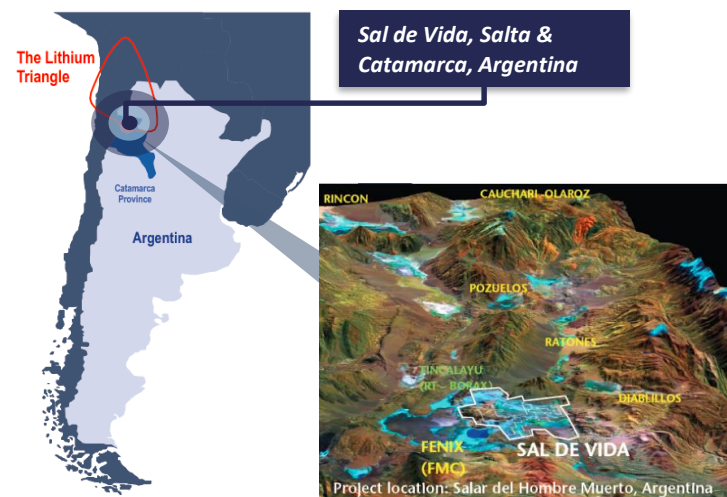 The Lithium
Triangle
Sal de Vida, Salta &
Catamarca, Argentina
Catamarca
Province
Argentina
RINCON
CAUCHARI-OLAROZ
POZUELOS
RATONES
TINCALAYU
(RT - BORAX)
DIABLILLOS
FENIX
(FMC)
SAL DE VIDA
Project location: Salar del Hombre Muerto, Argentina